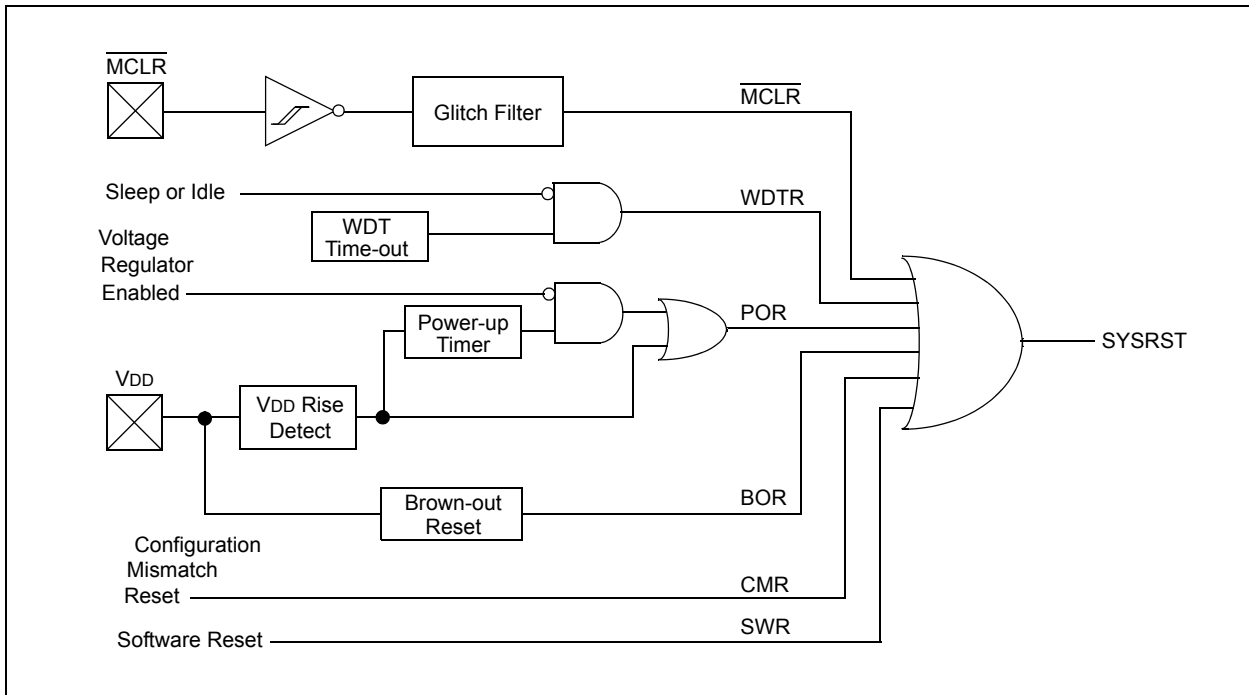 MCLR
Glitch Filter
MCLR
Sleep or Idle
WDT
Time-out
WDTR
Voltage
Regulator
Enabled
Power-up
Timer
POR
SYSRST
VDD
VDD Rise
Detect
Brown-out
Reset
BOR
Configuration
Mismatch
Reset
CMR
Software Reset
SWR